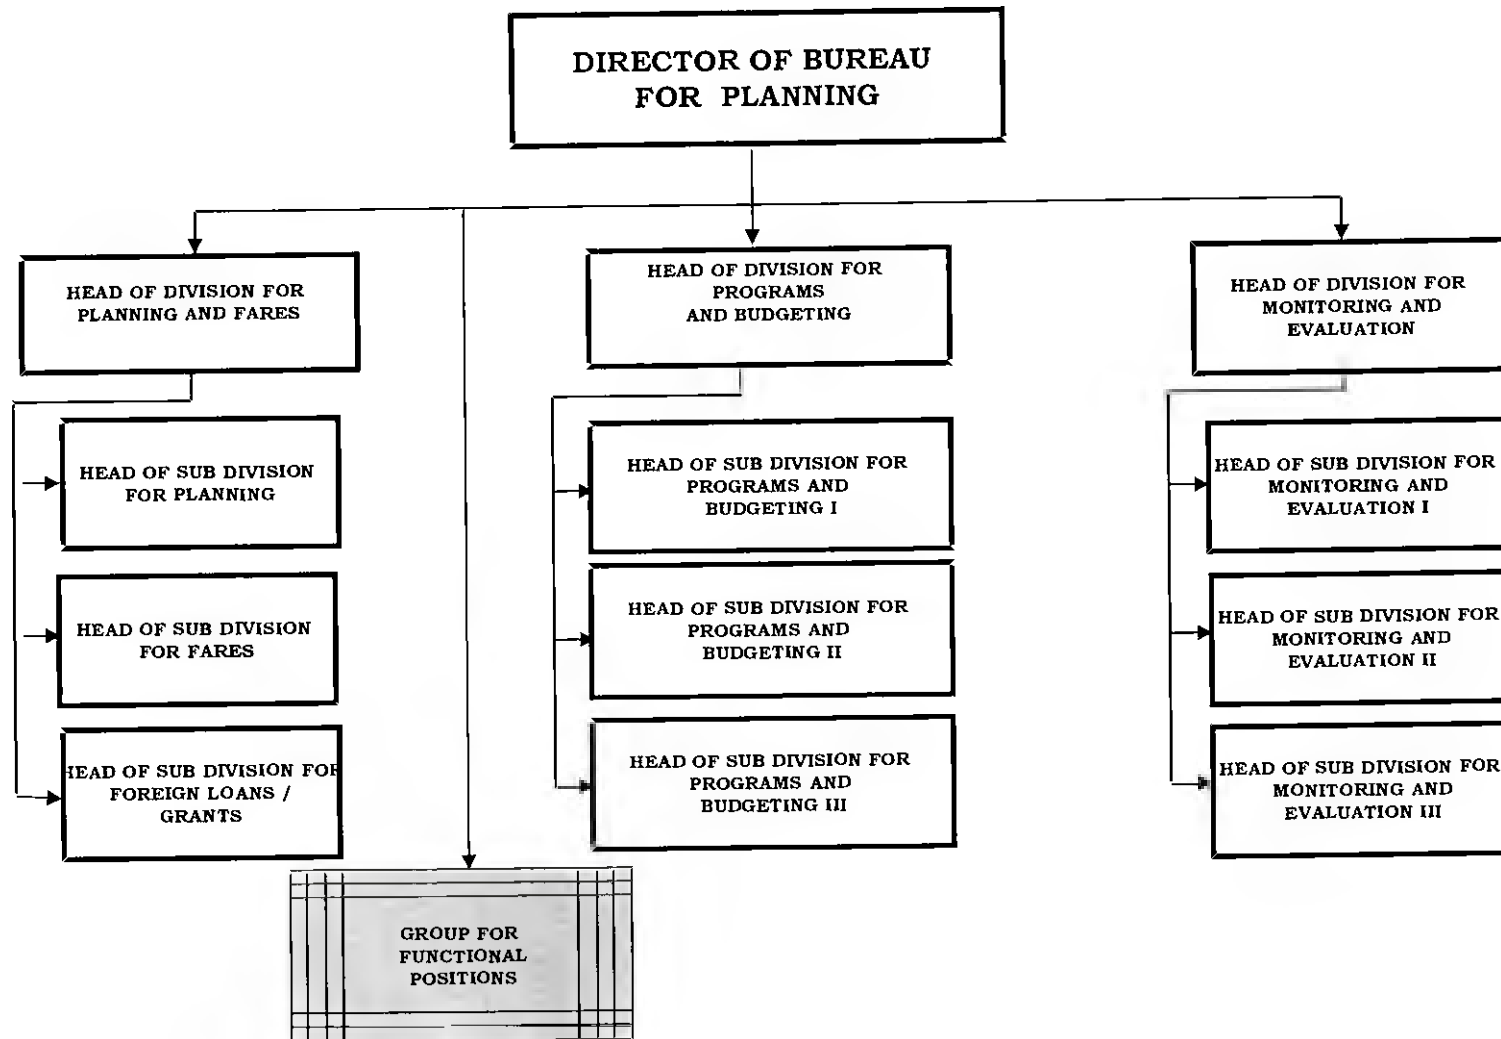 DIRECTOR OF BUREAU
FOR PLANNING
HEAD OF DIVISION FOR
PLANNING AND FARES
HEAD OF DIVISION FOR
PROGRAMS
AND BUDGETING
HEAD OF DIVISION FOR
MONITORING AND
EVALUATION
HEAD OF SUB DIVISION
FOR PLANNING
HEAD OF SUB DIVISION FOR
PROGRAMS AND
BUDGETING I
HEAD OF SUB DIVISION FOR
MONITORING AND
EVALUATION I
HEAD OF SUB DIVISION
FOR FARES
HEAD OF SUB DIVISION FOR
PROGRAMS AND
BUDGETING II
HEAD OF SUB DIVISION FOR
MONITORING AND
EVALUATION II
HEAD OF SUB DIVISION FOR
FOREIGN LOANS /
GRANTS
HEAD OF SUB DIVISION FOR
PROGRAMS AND
BUDGETING III
HEAD OF SUB DIVISION FOR
MONITORING AND
EVALUATION III
GROUP FOR
FUNCTIONAL
POSITIONS